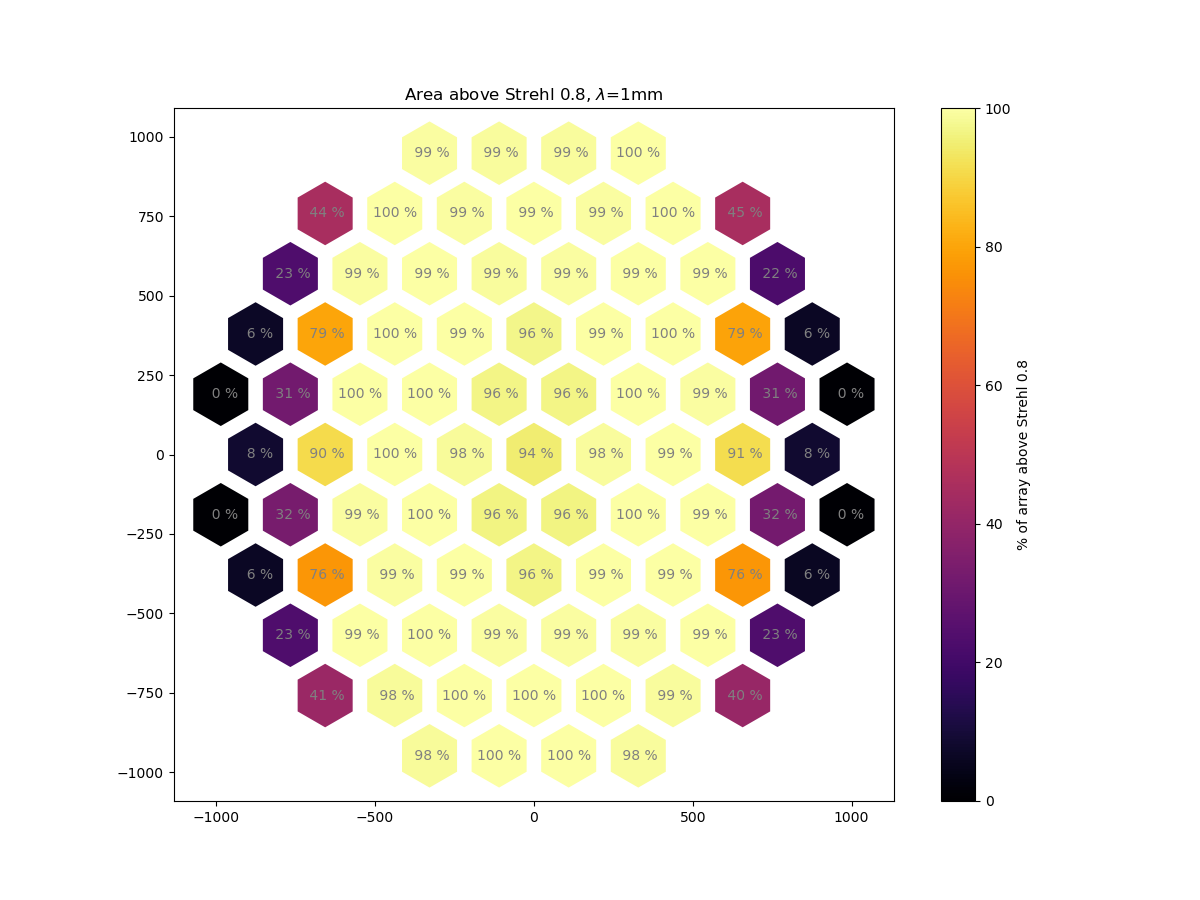 Area above Strehl 0.8, λ=1mm
1000
750
500
250
0
−250
−500
−750
−1000
99 % 99 % 99 % 100 %
44 % 100 % 99 % 99 % 99 % 100 % 45 %
23 % 99 % 99 % 99 % 99 % 99 % 99 % 22 %
6 % 79 % 100 % 99 % 96 % 99 % 100 % 79 % 6 %
0 % 31 % 100 % 100 % 96 % 96 % 100 % 99 % 31 % 0 %
8 % 90 % 100 % 98 % 94 % 98 % 99 % 91 % 8 %
0 % 32 % 99 % 100 % 96 % 96 % 100 % 99 % 32 % 0 %
6 % 76 % 99 % 99 % 96 % 99 % 99 % 76 % 6 %
23 % 99 % 100 % 99 % 99 % 99 % 99 % 23 %
41 % 98 % 100 % 100 % 100 % 99 % 40 %
98 % 100 % 100 % 98 %
−1000 −500 0 500 1000
100
80
60
40
20
0
% of array above Strehl 0.8